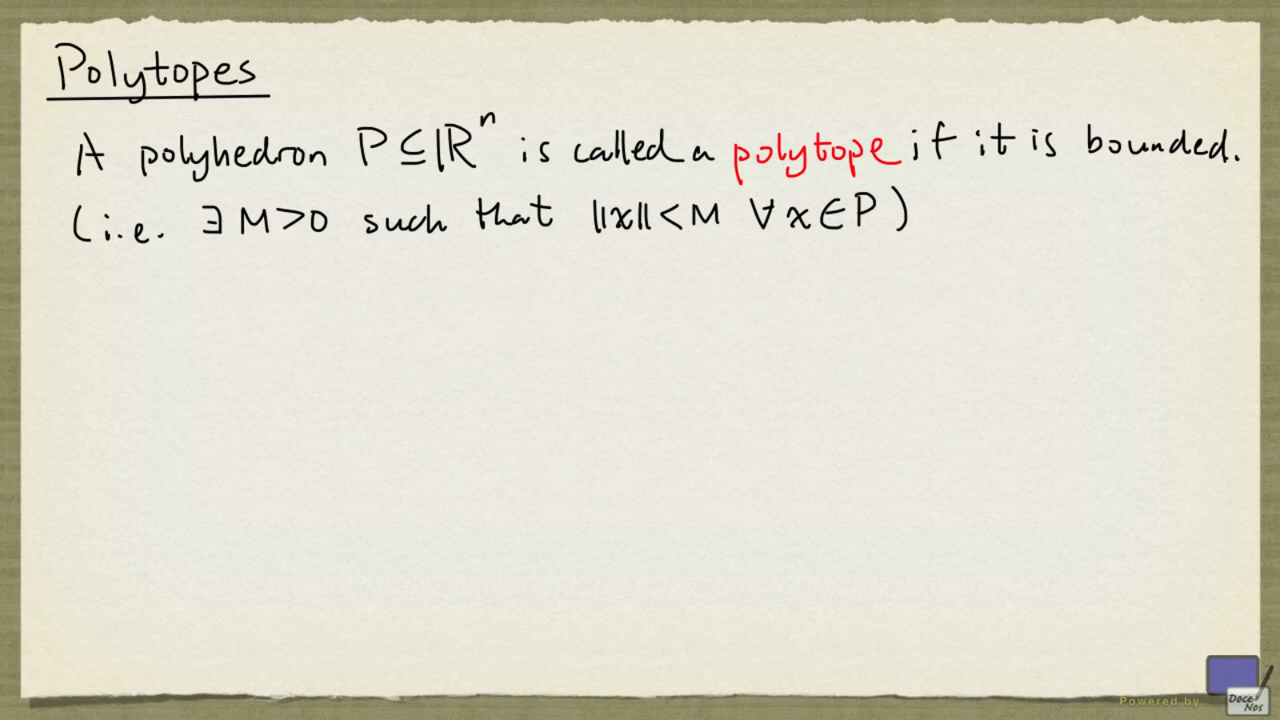 Polytopes
A polyhedron P ⊆ ℝⁿ is called a polytope if it is bounded.
(i.e. ∃ M > 0 such that ‖x‖ < M ∀ x ∈ P)
Powered by
Doce
Nos